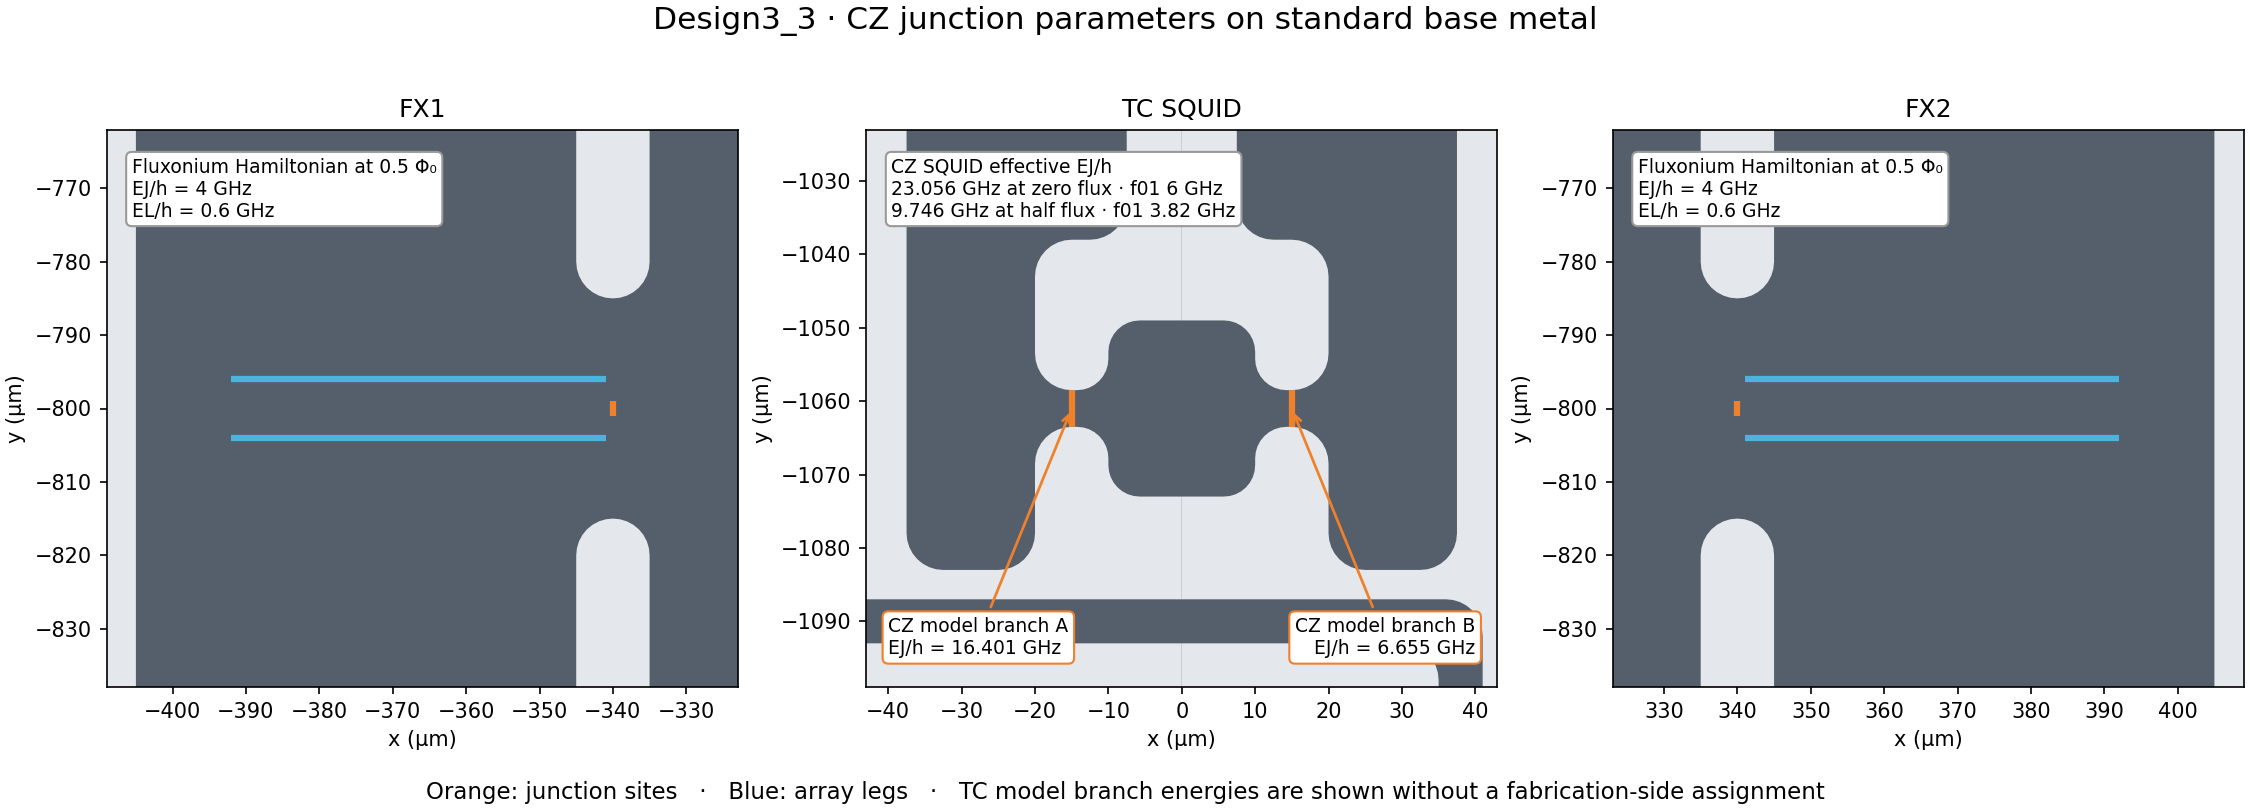 Design3_3 · CZ junction parameters on standard base metal
FX1
Fluxonium Hamiltonian at 0.5 Φ₀
EJ/h = 4 GHz
EL/h = 0.6 GHz
−770
−780
−790
−800
−810
−820
−830
y (µm)
−400 −390 −380 −370 −360 −350 −340 −330
x (µm)
TC SQUID
CZ SQUID effective EJ/h
23.056 GHz at zero flux · f01 6 GHz
9.746 GHz at half flux · f01 3.82 GHz
−1030
−1040
−1050
−1060
−1070
−1080
−1090
y (µm)
CZ model branch A
EJ/h = 16.401 GHz
CZ model branch B
EJ/h = 6.655 GHz
−40 −30 −20 −10 0 10 20 30 40
x (µm)
FX2
Fluxonium Hamiltonian at 0.5 Φ₀
EJ/h = 4 GHz
EL/h = 0.6 GHz
−770
−780
−790
−800
−810
−820
−830
y (µm)
330 340 350 360 370 380 390 400
x (µm)
Orange: junction sites · Blue: array legs · TC model branch energies are shown without a fabrication-side assignment